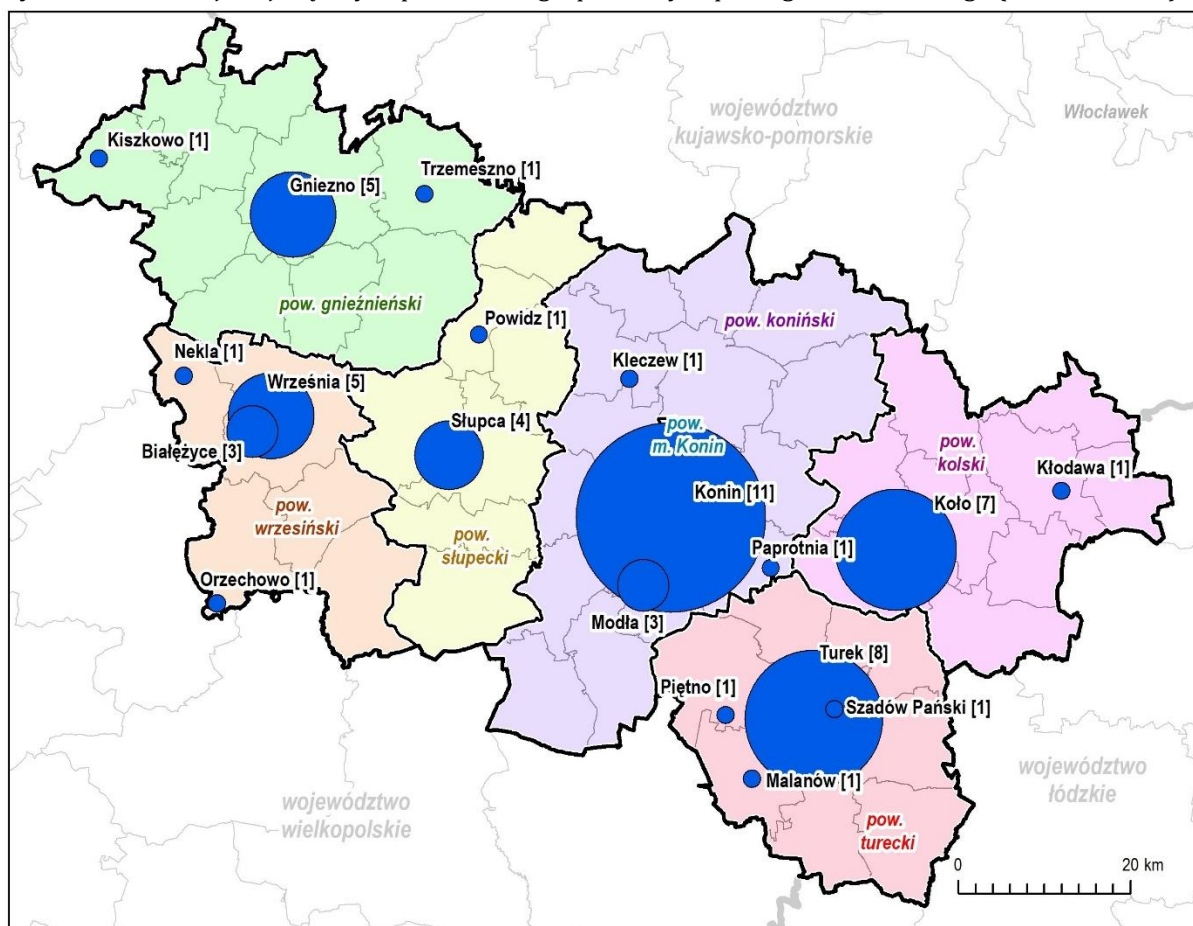 województwo
kujawsko-pomorskie
Włocławek
Kiszkowo [1]
Trzemeszno [1]
Gniezno [5]
pow. gnieźnieński
Powidz [1]
pow. koniński
Nekla [1]
Kleczew [1]
Września [5]
Słupca [4]
pow.
m. Konin
Białężyce [3]
pow.
kolski
Kłodawa [1]
Konin [11]
Koło [7]
pow.
wrzesiński
pow.
słupecki
Paprotnia [1]
Orzechowo [1]
Modła [3]
Turek [8]
Piętno [1]
Szadów Pański [1]
Malanów [1]
województwo
łódzkie
województwo
wielkopolskie
pow.
turecki
0 20 km